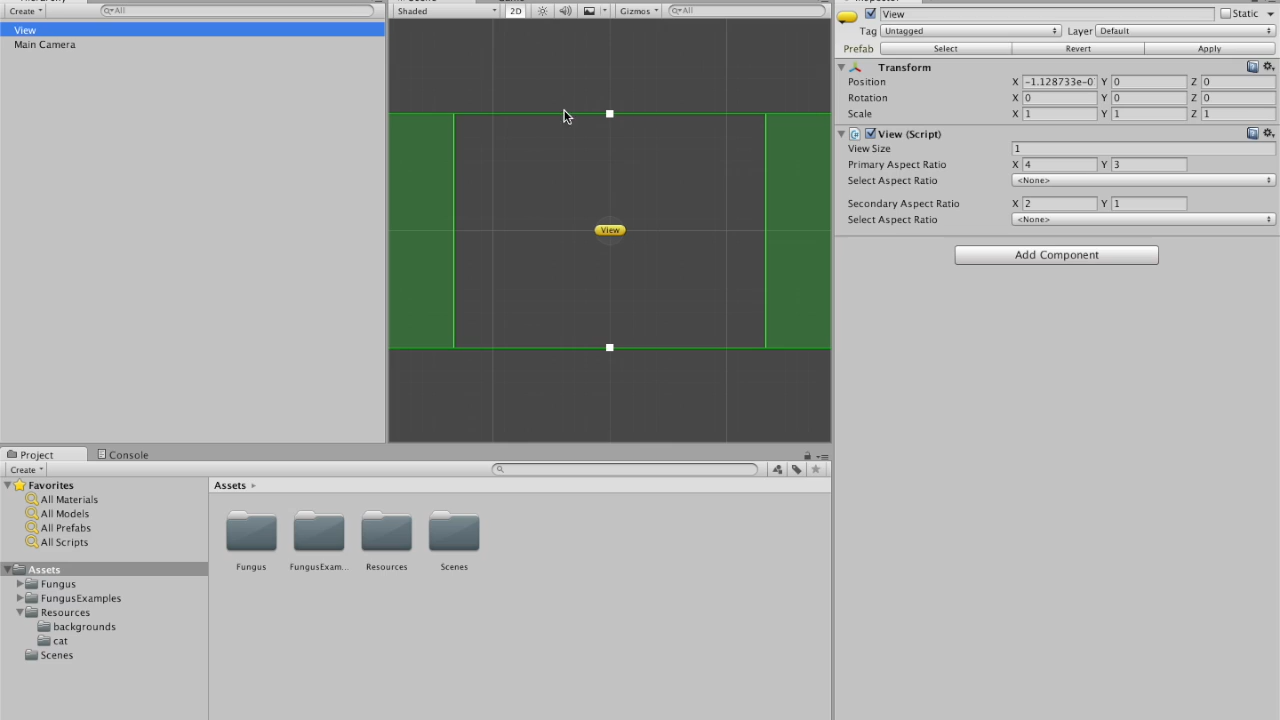 Create
All
View
Main Camera
Shaded
2D
Gizmos
All
View
Static
Tag
Untagged
Layer
Default
Prefab
Select
Revert
Apply
Transform
Position
X
-1.128733e-0
Y
0
Z
0
Rotation
X
0
Y
0
Z
0
Scale
X
1
Y
1
Z
1
View (Script)
View Size
1
Primary Aspect Ratio
X
4
Y
3
Select Aspect Ratio
<None>
Secondary Aspect Ratio
X
2
Y
1
Select Aspect Ratio
<None>
Add Component
View
Project
Console
Create
Favorites
All Materials
All Models
All Prefabs
All Scripts
Assets
Fungus
FungusExamples
Resources
backgrounds
cat
Scenes
Assets
Fungus
FungusExam...
Resources
Scenes